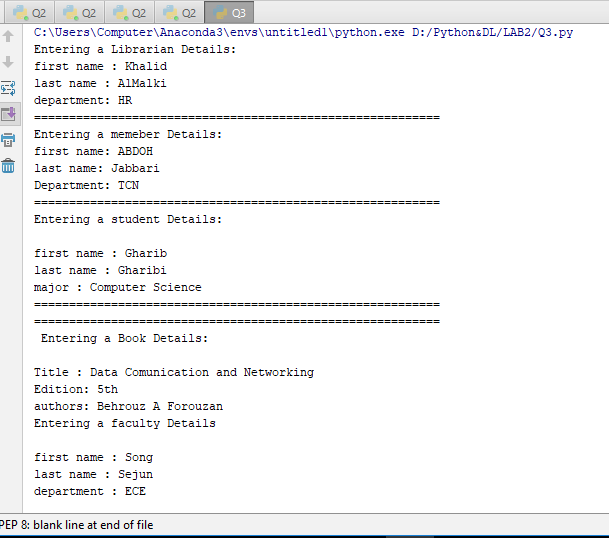 Q2 Q2 Q2 Q2 Q3
C:\Users\Computer\Anaconda3\envs\untitled1\python.exe D:/Python&DL/LAB2/Q3.py
Entering a Librarian Details:
first name : Khalid
last name : AlMalki
department: HR
==========================================================
Entering a memeber Details:
first name: ABDOH
last name: Jabbari
Department: TCN
==========================================================
Entering a student Details:
first name : Gharib
last name : Gharibi
major : Computer Science
==========================================================
==========================================================
Entering a Book Details:
Title : Data Comunication and Networking
Edition: 5th
authors: Behrouz A Forouzan
Entering a faculty Details
first name : Song
last name : Sejun
department : ECE
PEP 8: blank line at end of file